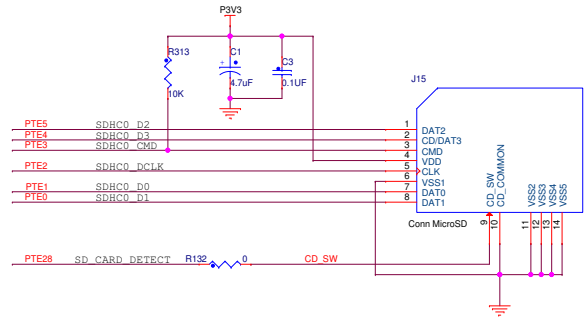 P3V3
R313
10K
C1
4.7uF
C3
0.1UF
J15
PTE5 SDHC0_D2 1 DAT2
PTE4 SDHC0_D3 2 CD/DAT3
PTE3 SDHC0_CMD 3 CMD
4 VDD
PTE2 SDHC0_DCLK 5 CLK
6 VSS1
PTE1 SDHC0_D0 7 DAT0
PTE0 SDHC0_D1 8 DAT1
CD_SW
CD_COMMON
VSS2
VSS3
VSS4
VSS5
9
10
11
12
13
14
Conn MicroSD
PTE28 SD_CARD_DETECT R132 0 CD_SW